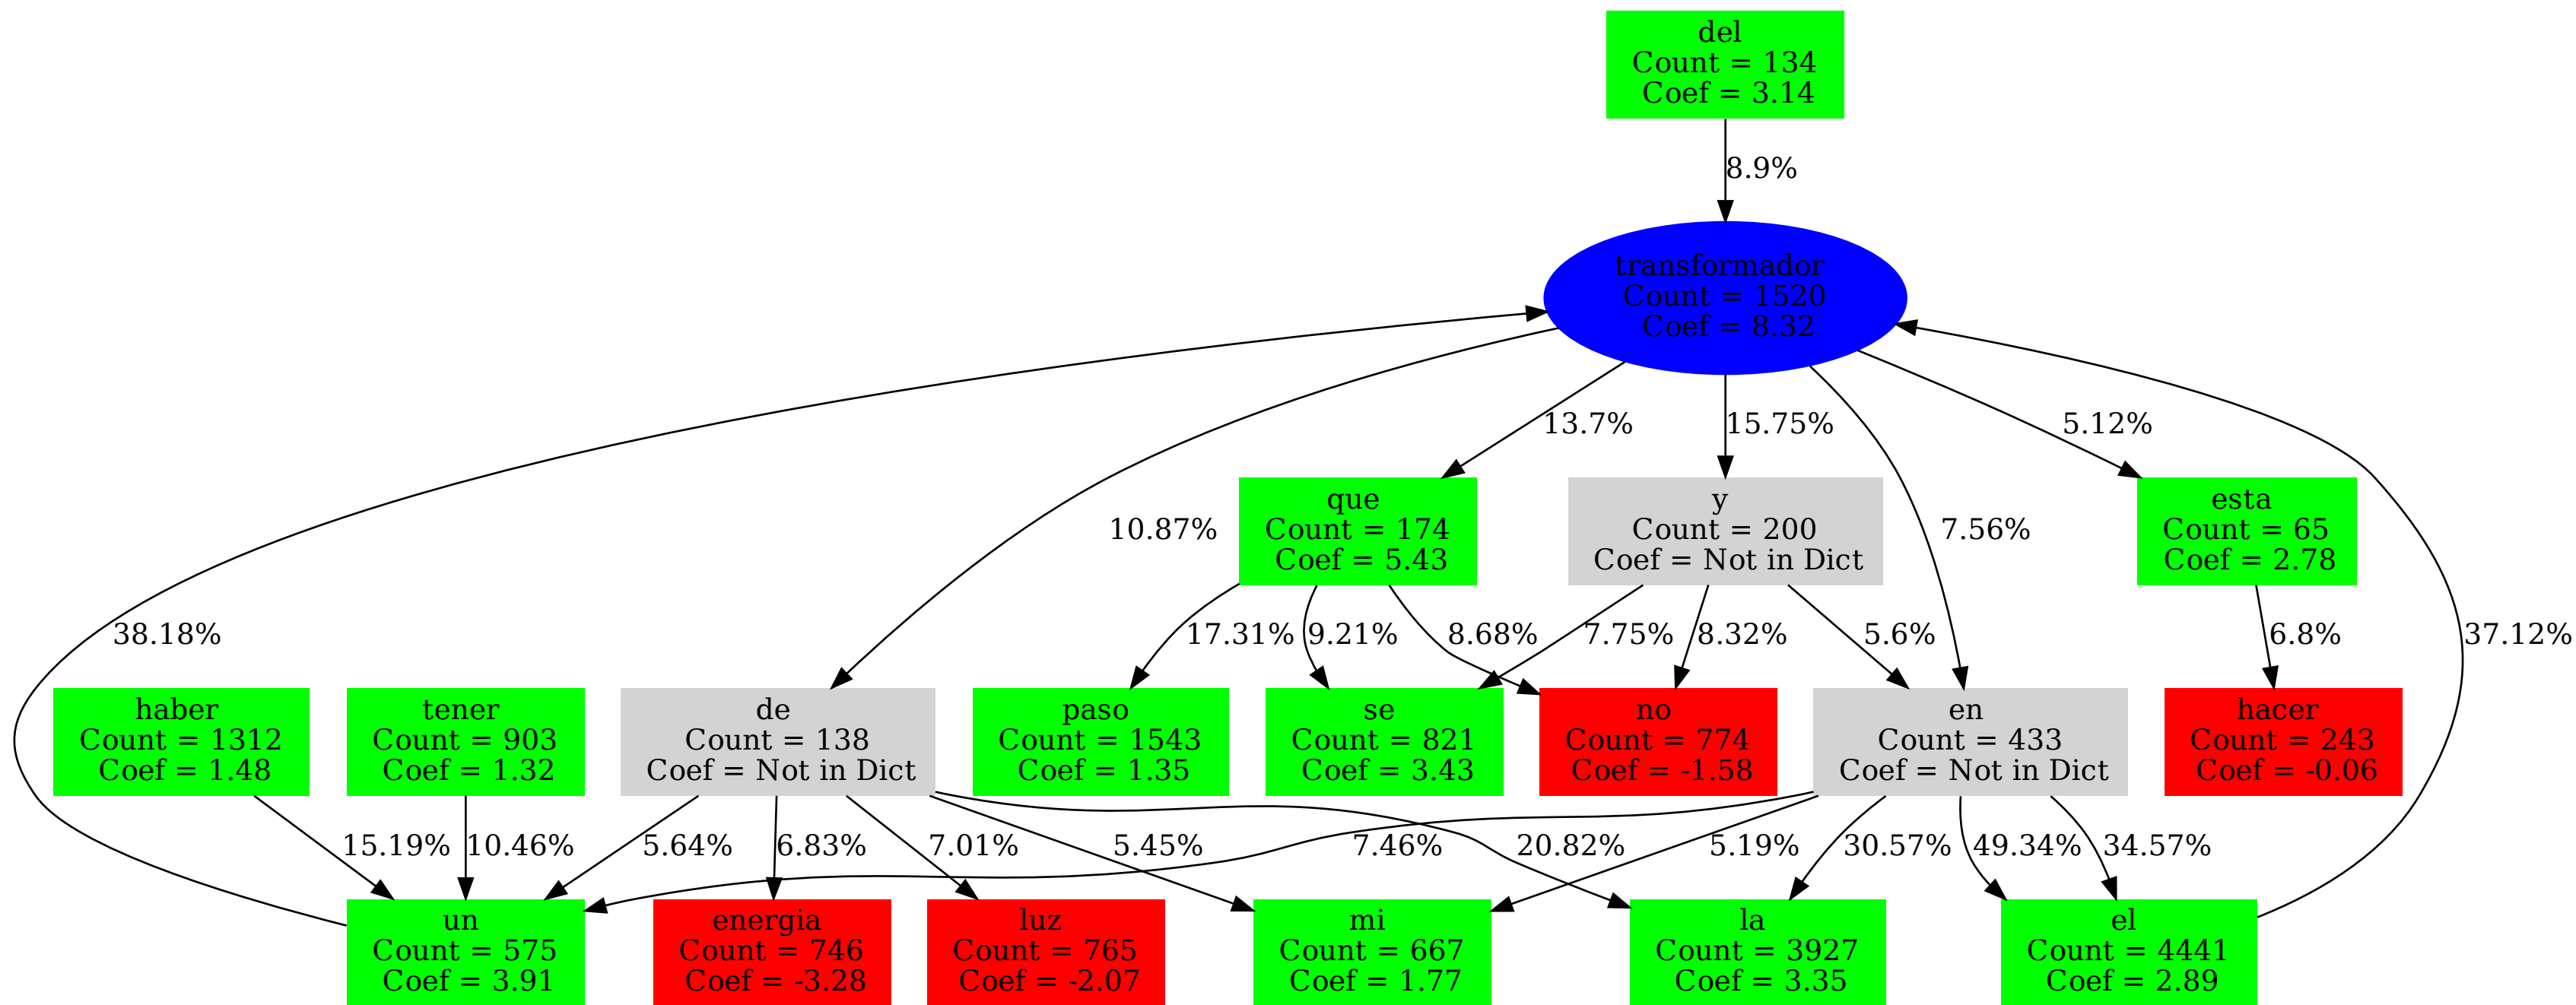 del
Count = 134
Coef = 3.14
8.9%
transformador
Count = 1520
Coef = 8.32
13.7%
15.75%
5.12%
que
Count = 174
Coef = 5.43
y
Count = 200
Coef = Not in Dict
esta
Count = 65
Coef = 2.78
10.87%
7.56%
38.18%
17.31%
9.21%
8.68%
7.75%
8.32%
5.6%
6.8%
37.12%
haber
Count = 1312
Coef = 1.48
tener
Count = 903
Coef = 1.32
de
Count = 138
Coef = Not in Dict
paso
Count = 1543
Coef = 1.35
se
Count = 821
Coef = 3.43
no
Count = 774
Coef = -1.58
en
Count = 433
Coef = Not in Dict
hacer
Count = 243
Coef = -0.06
15.19%
10.46%
5.64%
6.83%
7.01%
5.45%
7.46%
20.82%
5.19%
30.57%
49.34%
34.57%
un
Count = 575
Coef = 3.91
energia
Count = 746
Coef = -3.28
luz
Count = 765
Coef = -2.07
mi
Count = 667
Coef = 1.77
la
Count = 3927
Coef = 3.35
el
Count = 4441
Coef = 2.89